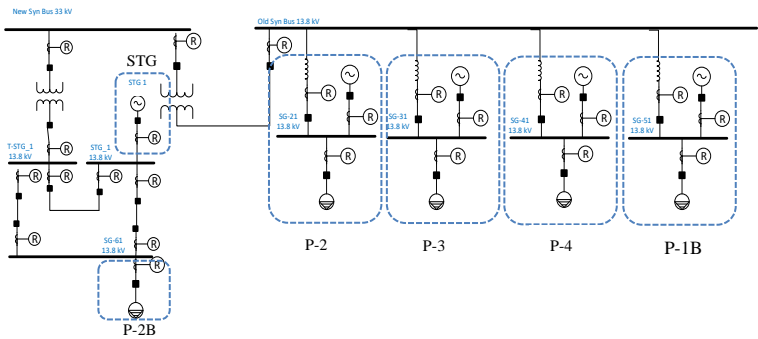 New Syn Bus 33 kV
Old Syn Bus 13.8 kV
R
R
R
STG
STG 1
R
R
R
R
R
R
R
R
R
SG-21
13.8 kV
SG-31
13.8 kV
SG-41
13.8 kV
SG-51
13.8 kV
R
T-STG_1
13.8 kV
STG_1
13.8 kV
R
R
R
R
R
R
R
R
R
R
SG-61
13.8 kV
R
R
R
P-2
P-3
P-4
P-1B
P-2B